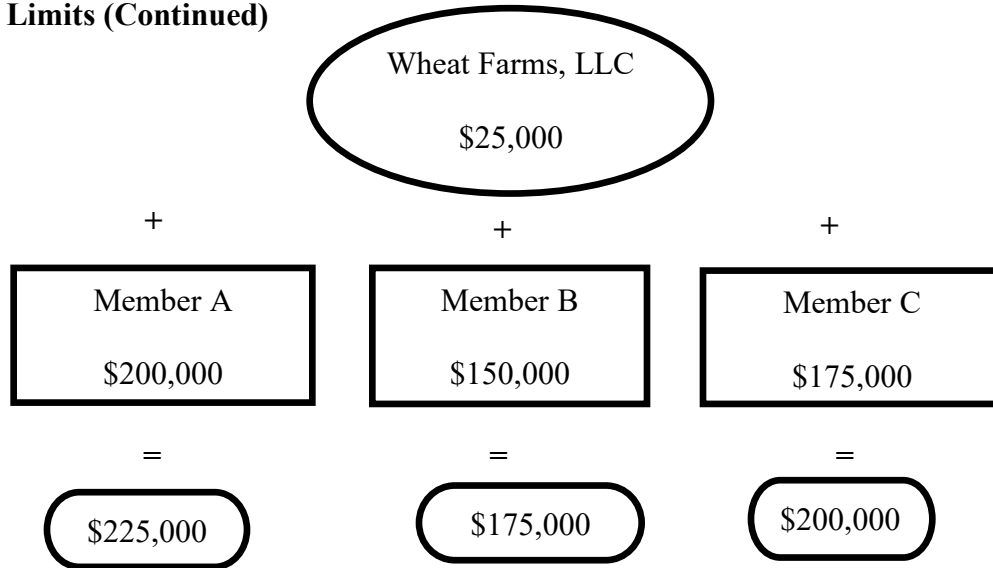 Limits (Continued)
Wheat Farms, LLC
$25,000
+
+
+
Member A
Member B
Member C
$200,000
$150,000
$175,000
=
=
=
$225,000
$175,000
$200,000